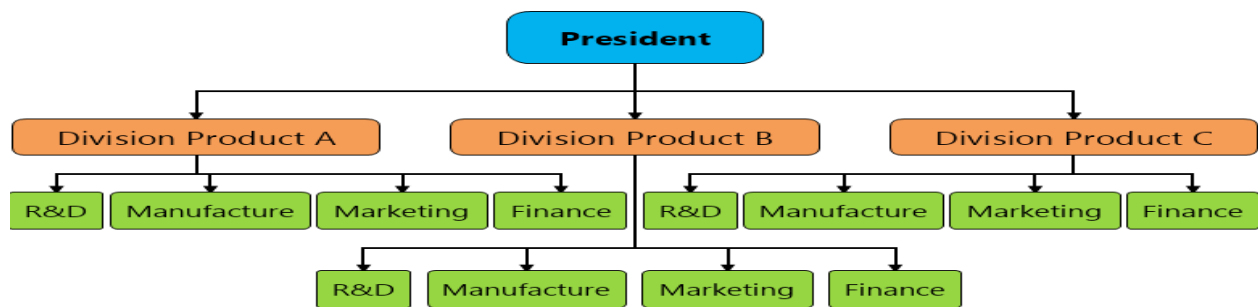 President
Division Product A
Division Product B
Division Product C
R&D
Manufacture
Marketing
Finance
R&D
Manufacture
Marketing
Finance
R&D
Manufacture
Marketing
Finance